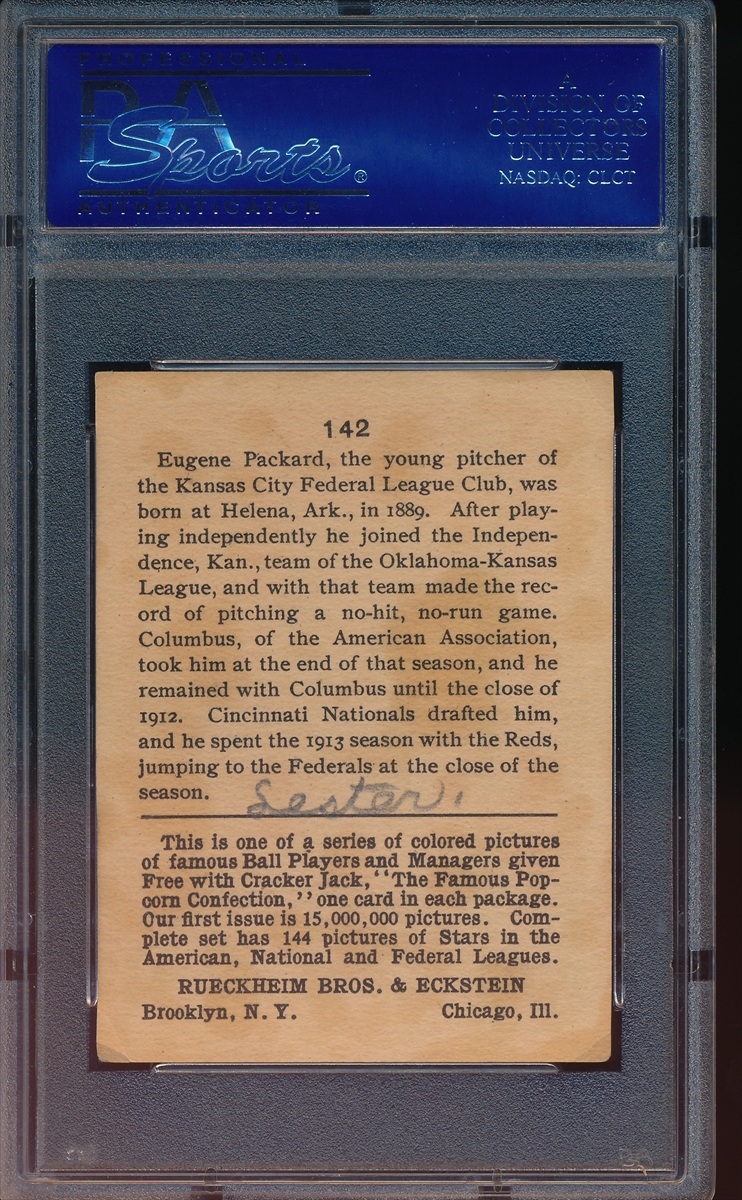 PROFESSIONAL
PSA
Sports®
AUTHENTICATOR
A
DIVISION OF
COLLECTORS
UNIVERSE
NASDAQ: CLCT
142
Eugene Packard, the young pitcher of
the Kansas City Federal League Club, was
born at Helena, Ark., in 1889. After play-
ing independently he joined the Indepen-
dence, Kan., team of the Oklahoma-Kansas
League, and with that team made the rec-
ord of pitching a no-hit, no-run game.
Columbus, of the American Association,
took him at the end of that season, and he
remained with Columbus until the close of
1912. Cincinnati Nationals drafted him,
and he spent the 1913 season with the Reds,
jumping to the Federals at the close of the
season.
Lester.
This is one of a series of colored pictures
of famous Ball Players and Managers given
Free with Cracker Jack, "The Famous Pop-
corn Confection," one card in each package.
Our first issue is 15,000,000 pictures. Com-
plete set has 144 pictures of Stars in the
American, National and Federal Leagues.
RUECKHEIM BROS. & ECKSTEIN
Brooklyn, N. Y. Chicago, Ill.